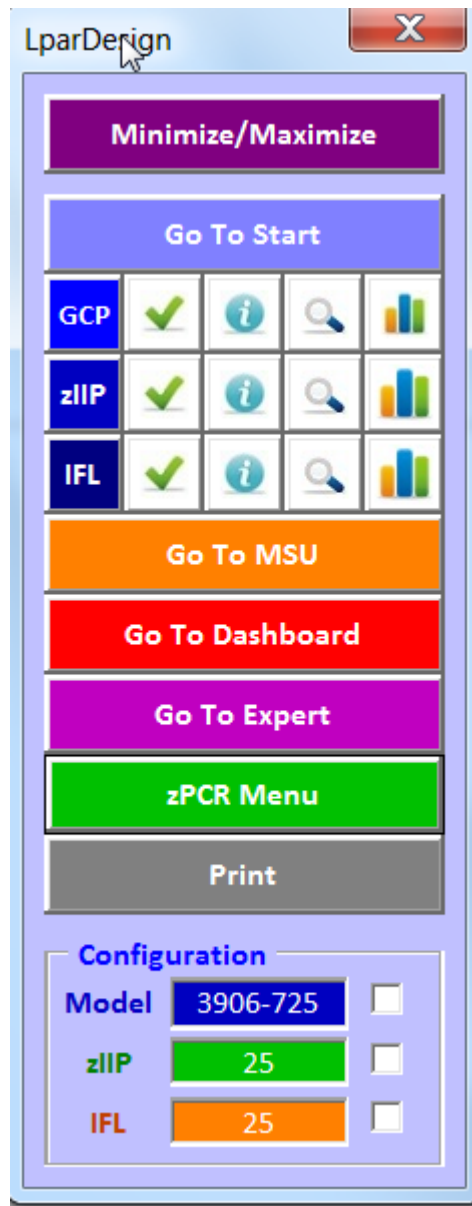 LparDesign
Minimize/Maximize
Go To Start
GCP
zIIP
IFL
Go To MSU
Go To Dashboard
Go To Expert
zPCR Menu
Print
Configuration
Model 3906-725
zIIP 25
IFL 25